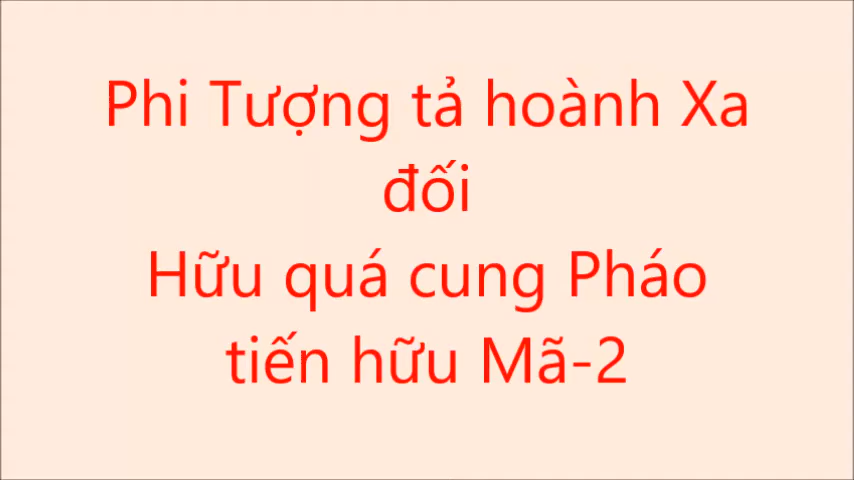 Phi Tượng tả hoành Xa
đối
Hữu quá cung Pháo
tiến hữu Mã-2